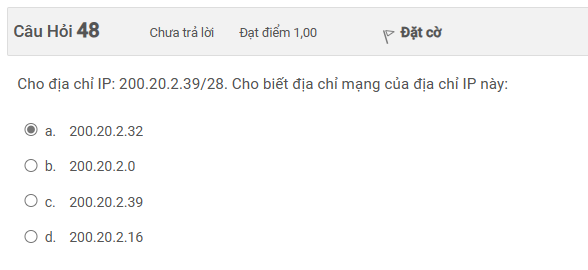 Câu Hỏi 48 Chưa trả lời Đạt điểm 1,00 Đặt cờ
Cho địa chỉ IP: 200.20.2.39/28. Cho biết địa chỉ mạng của địa chỉ IP này:
a. 200.20.2.32
b. 200.20.2.0
c. 200.20.2.39
d. 200.20.2.16